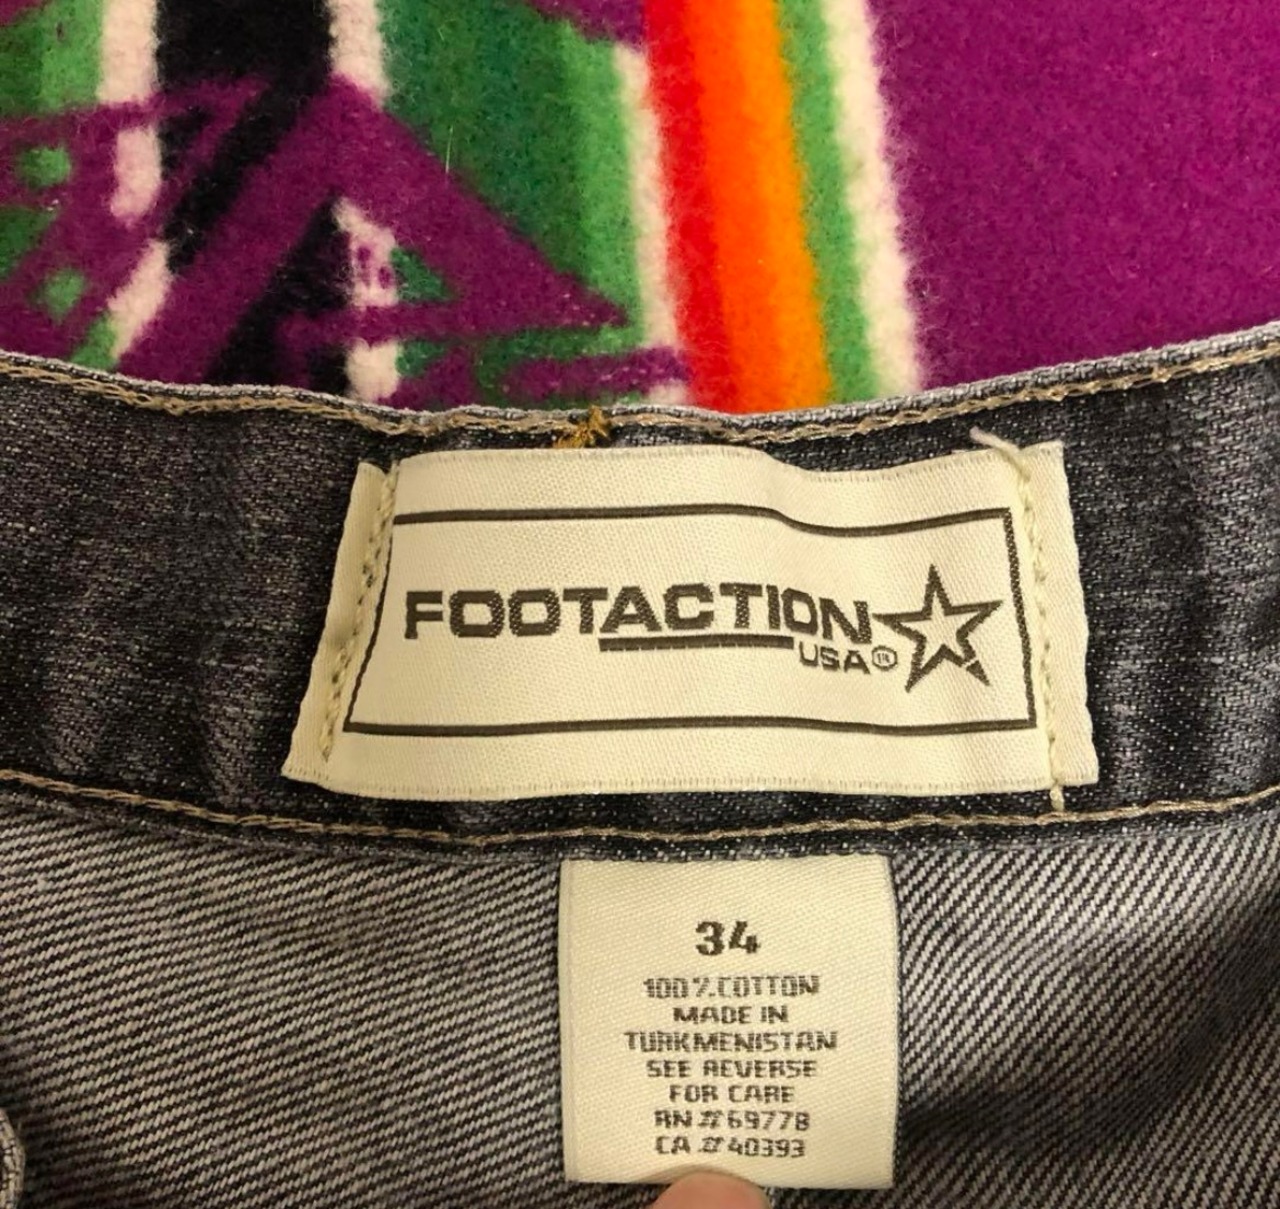 FOOTACTION
USA®
34
100% COTTON
MADE IN
TURKMENISTAN
SEE REVERSE
FOR CARE
RN #69778
CA #40393